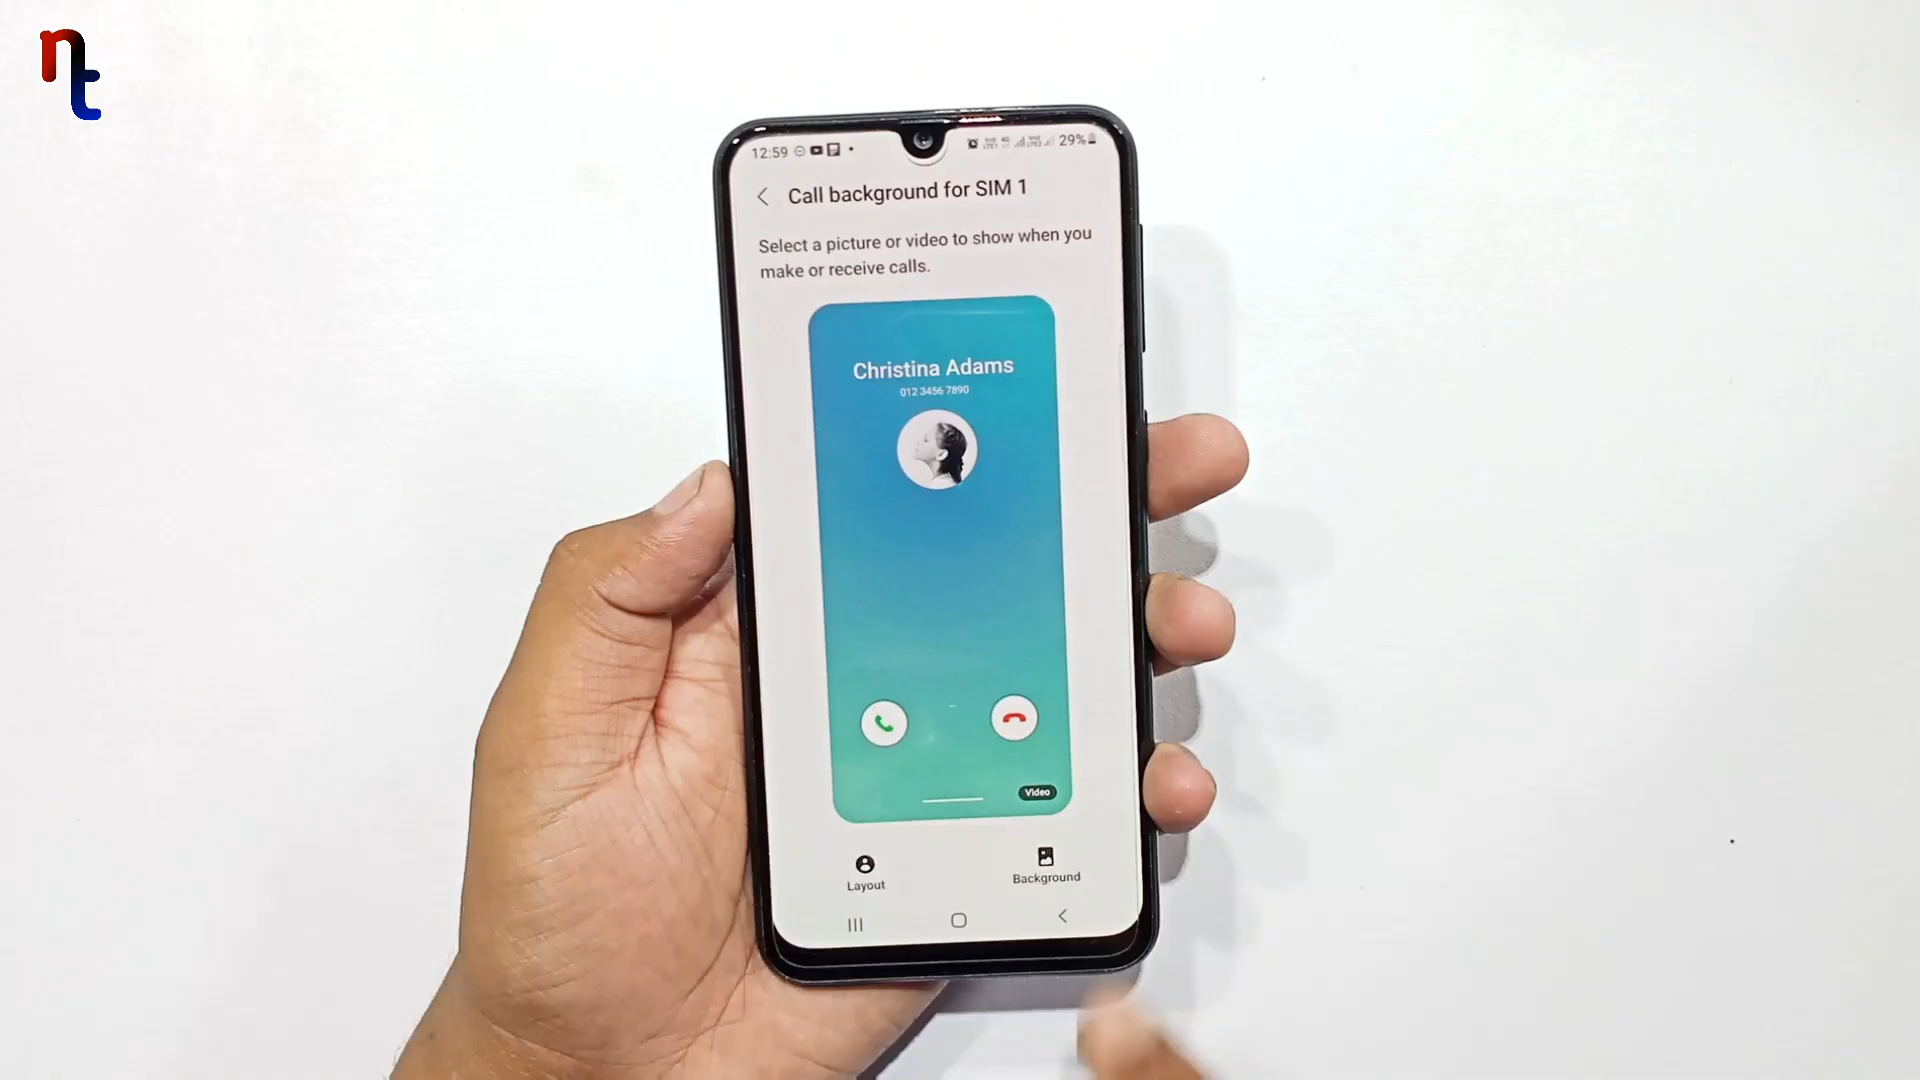 nt
12:59 29%
Call background for SIM 1
Select a picture or video to show when you
make or receive calls.
Christina Adams
012 3456 7890
Video
Layout Background